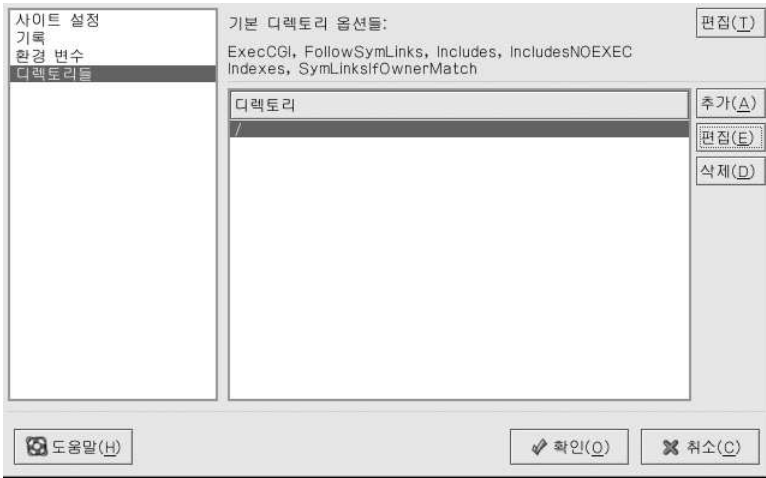 사이트 설정
기록
환경 변수
디렉토리들
기본 디렉토리 옵션들:
편집(T)
ExecCGI, FollowSymLinks, Includes, IncludesNOEXEC
Indexes, SymLinksIfOwnerMatch
디렉토리
/
추가(A)
편집(E)
삭제(D)
도움말(H)
확인(O)
취소(C)